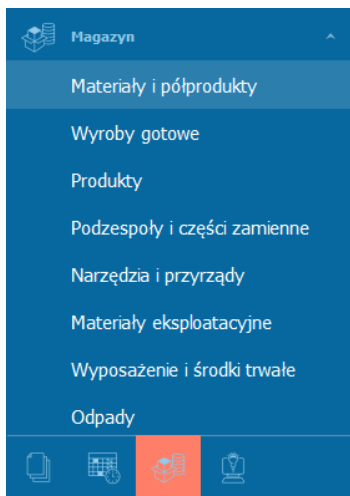 Magazyn
Materiały i półprodukty
Wyroby gotowe
Produkty
Podzespoły i części zamienne
Narzędzia i przyrządy
Materiały eksploatacyjne
Wyposażenie i środki trwałe
Odpady